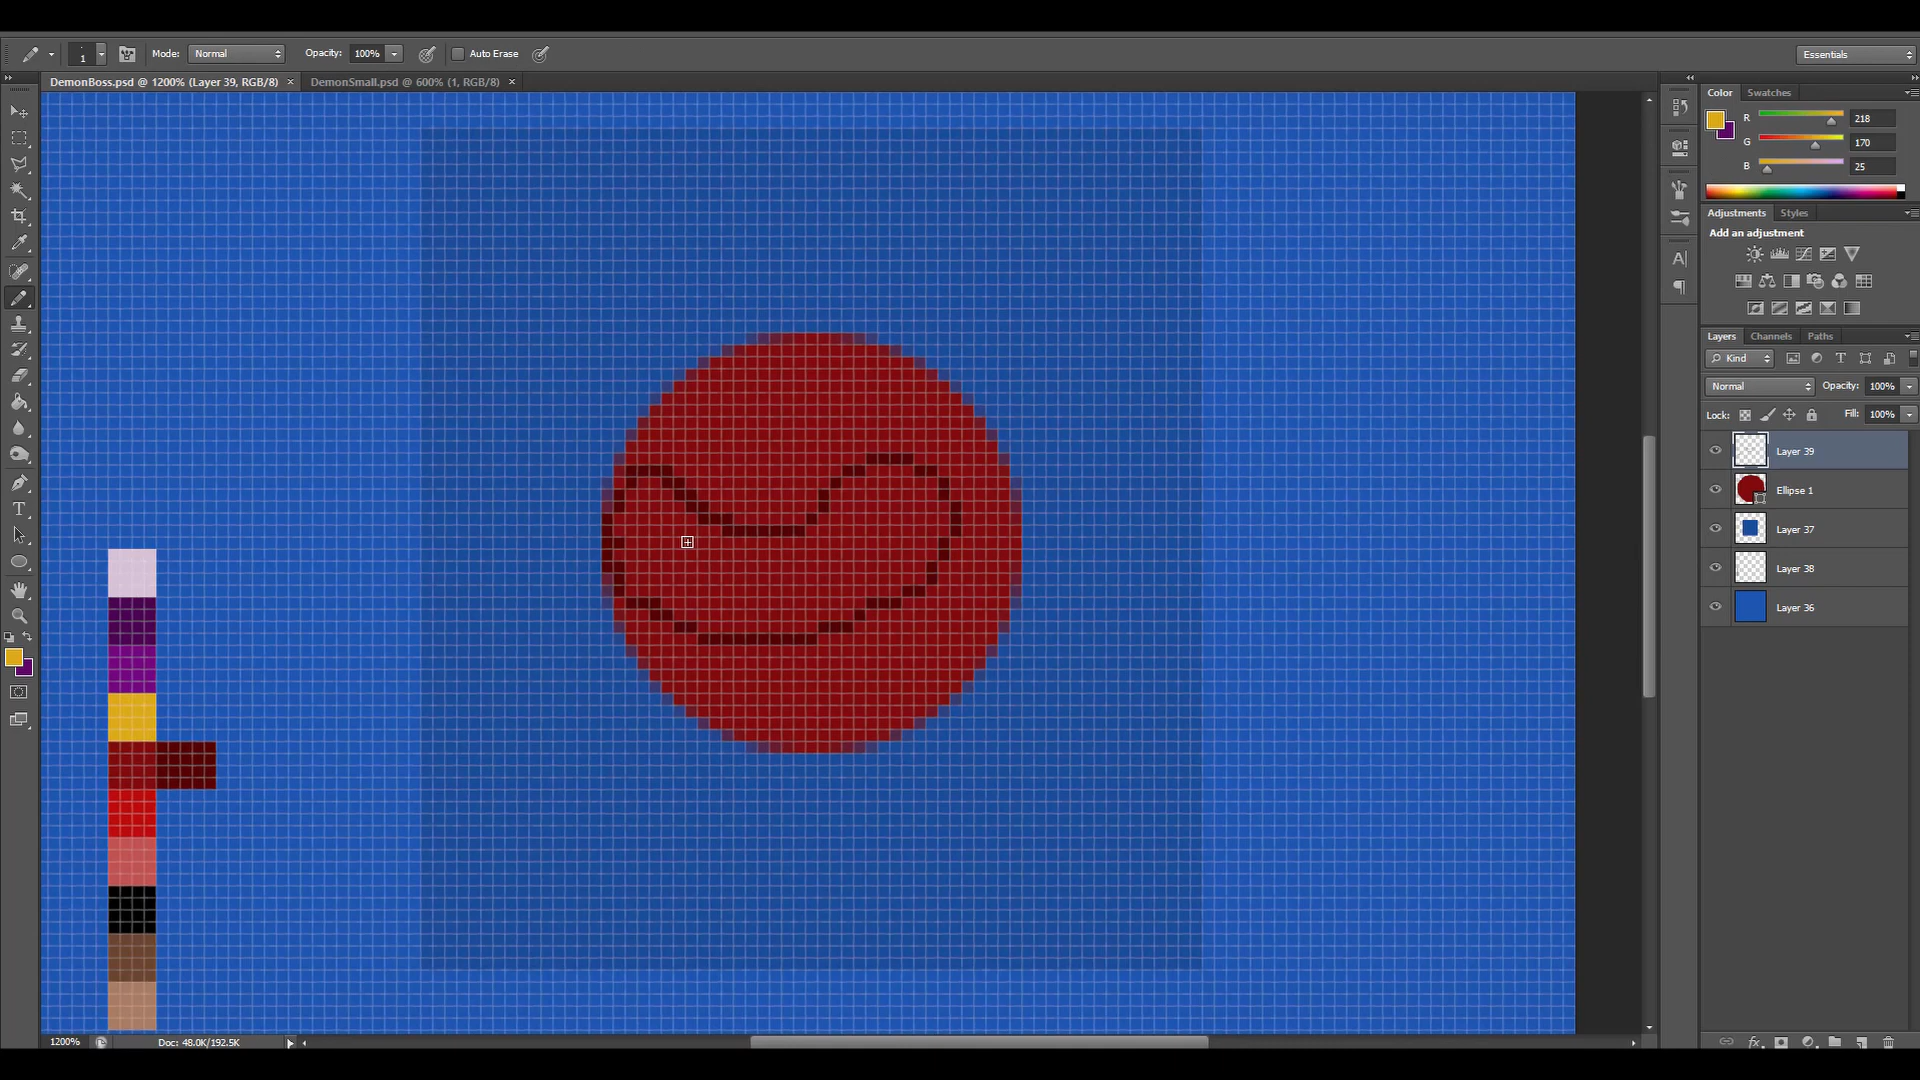 1 Mode: Normal Opacity: 100% Auto Erase Essentials
DemonBoss.psd @ 1200% (Layer 39, RGB/8) × DemonSmall.psd @ 600% (1, RGB/8) ×
Color Swatches
R 218
G 170
B 25
Adjustments Styles
Add an adjustment
Layers Channels Paths
Kind
Normal Opacity: 100%
Lock: Fill: 100%
Layer 39
Ellipse 1
Layer 37
Layer 38
Layer 36
1200% Doc: 48.0K/192.5K